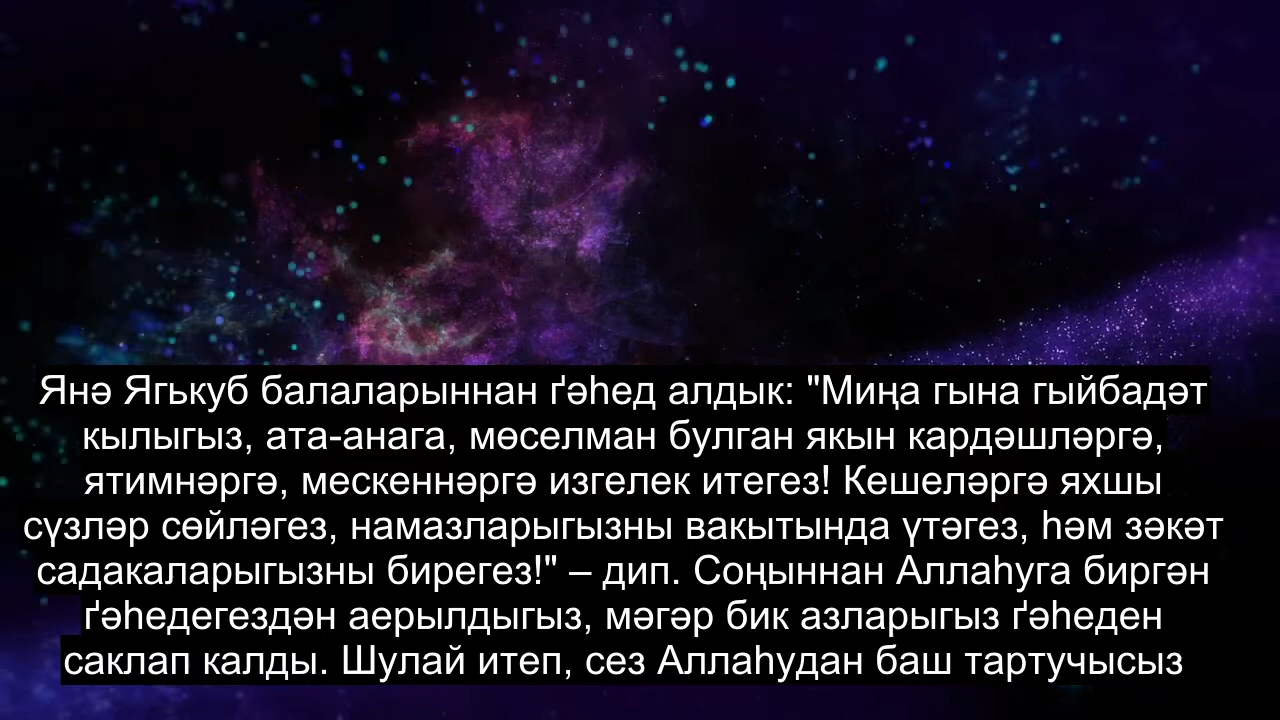 Янә Ягькуб балаларыннан ґәһед алдык: "Миңа гына гыйбадәт
кылыгыз, ата-анага, мөселман булган якын кардәшләргә,
ятимнәргә, мескеннәргә изгелек итегез! Кешеләргә яхшы
сүзләр сөйләгез, намазларыгызны вакытында үтәгез, һәм зәкәт
садакаларыгызны бирегез!" – дип. Соңыннан Аллаһуга биргән
ґәһедегездән аерылдыгыз, мәгәр бик азларыгыз ґәһеден
саклап калды. Шулай итеп, сез Аллаһудан баш тартучысыз